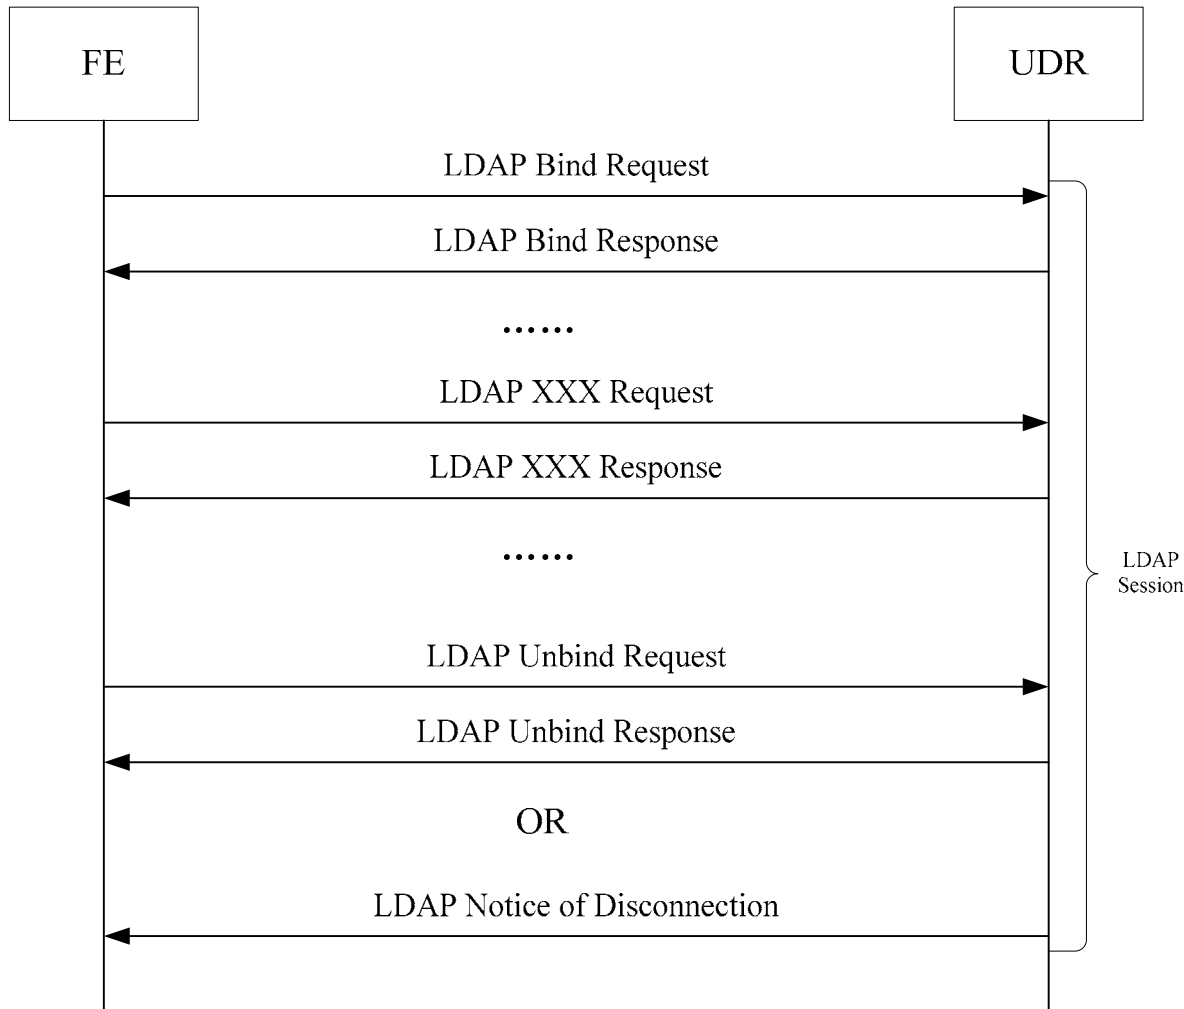 FE
UDR
LDAP Bind Request
LDAP Bind Response
......
LDAP XXX Request
LDAP XXX Response
......
LDAP
Session
LDAP Unbind Request
LDAP Unbind Response
OR
LDAP Notice of Disconnection